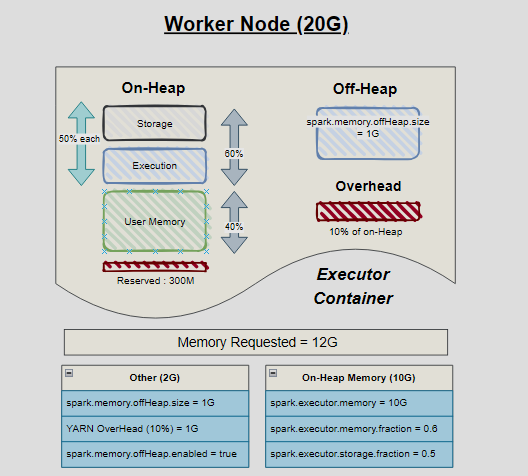 Worker Node (20G)
On-Heap
Off-Heap
Storage
50% each
Execution
60%
spark.memory.offHeap.size
= 1G
Overhead
User Memory
40%
10% of on-Heap
Reserved : 300M
Executor
Container
Memory Requested = 12G
Other (2G)
spark.memory.offHeap.size = 1G
YARN OverHead (10%) = 1G
spark.memory.offHeap.enabled = true
On-Heap Memory (10G)
spark.executor.memory = 10G
spark.executor.memory.fraction = 0.6
spark.executor.storage.fraction = 0.5